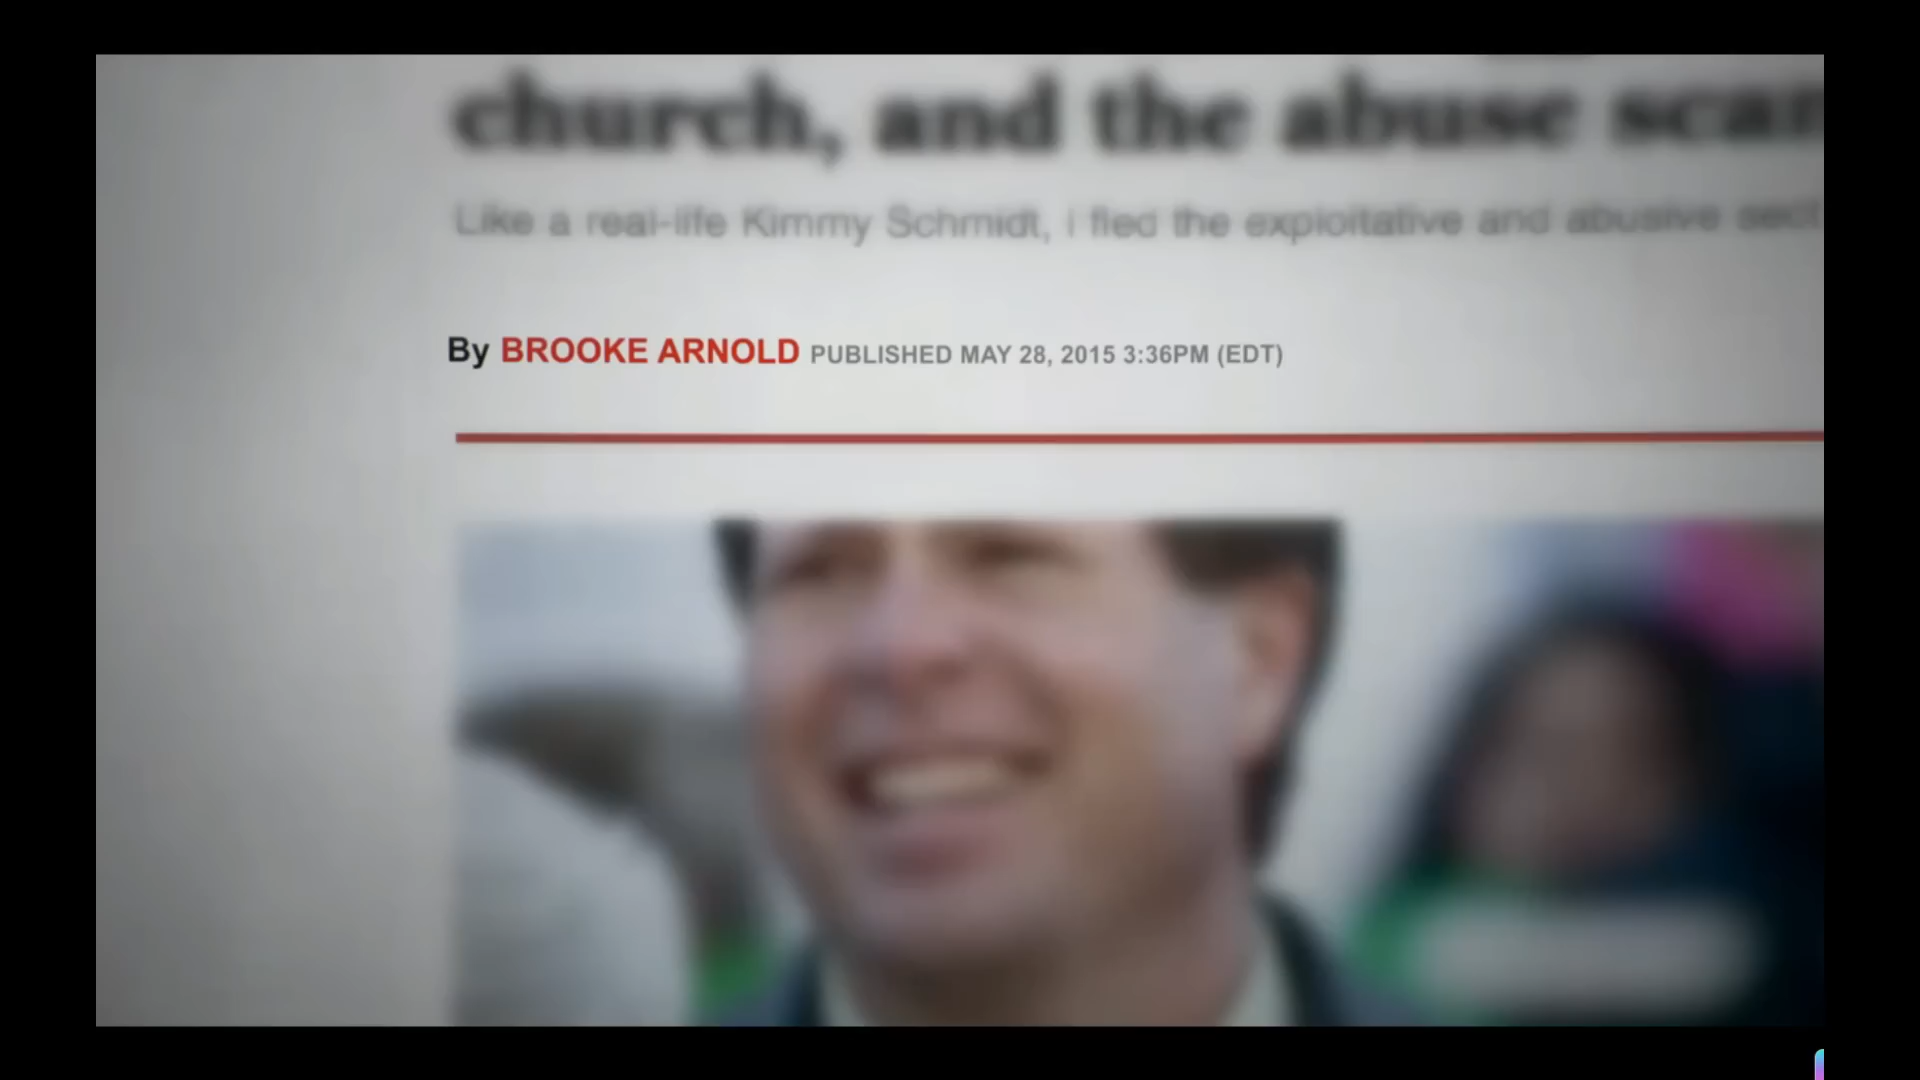 church, and the abuse
Like a real-life Kimmy Schmidt, i fled the exploitative and abusive sect
By BROOKE ARNOLD PUBLISHED MAY 28, 2015 3:36PM (EDT)